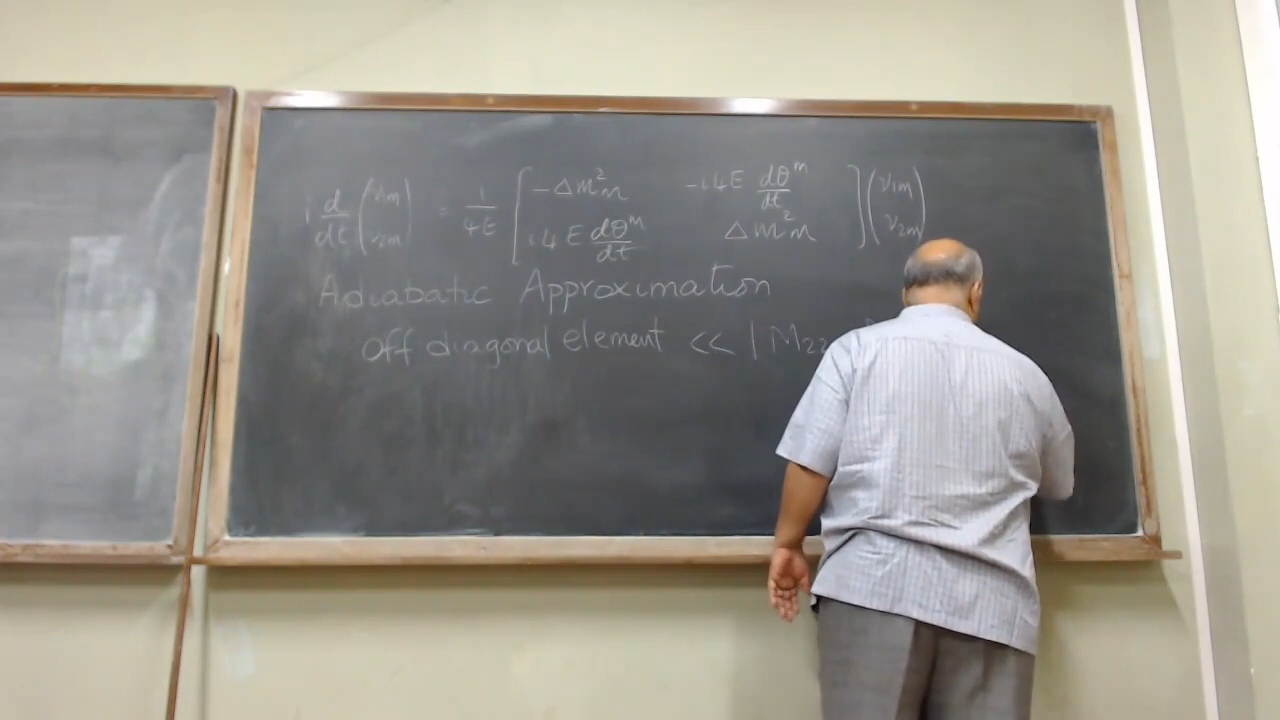 i d/dt (ν1m ν2m) = 1/4E [ -Δm²m -i4E dθᵐ/dt
i4E dθᵐ/dt Δm²m ] (ν1m ν2m)
Adiabatic Approximation
Off diagonal element << | M22